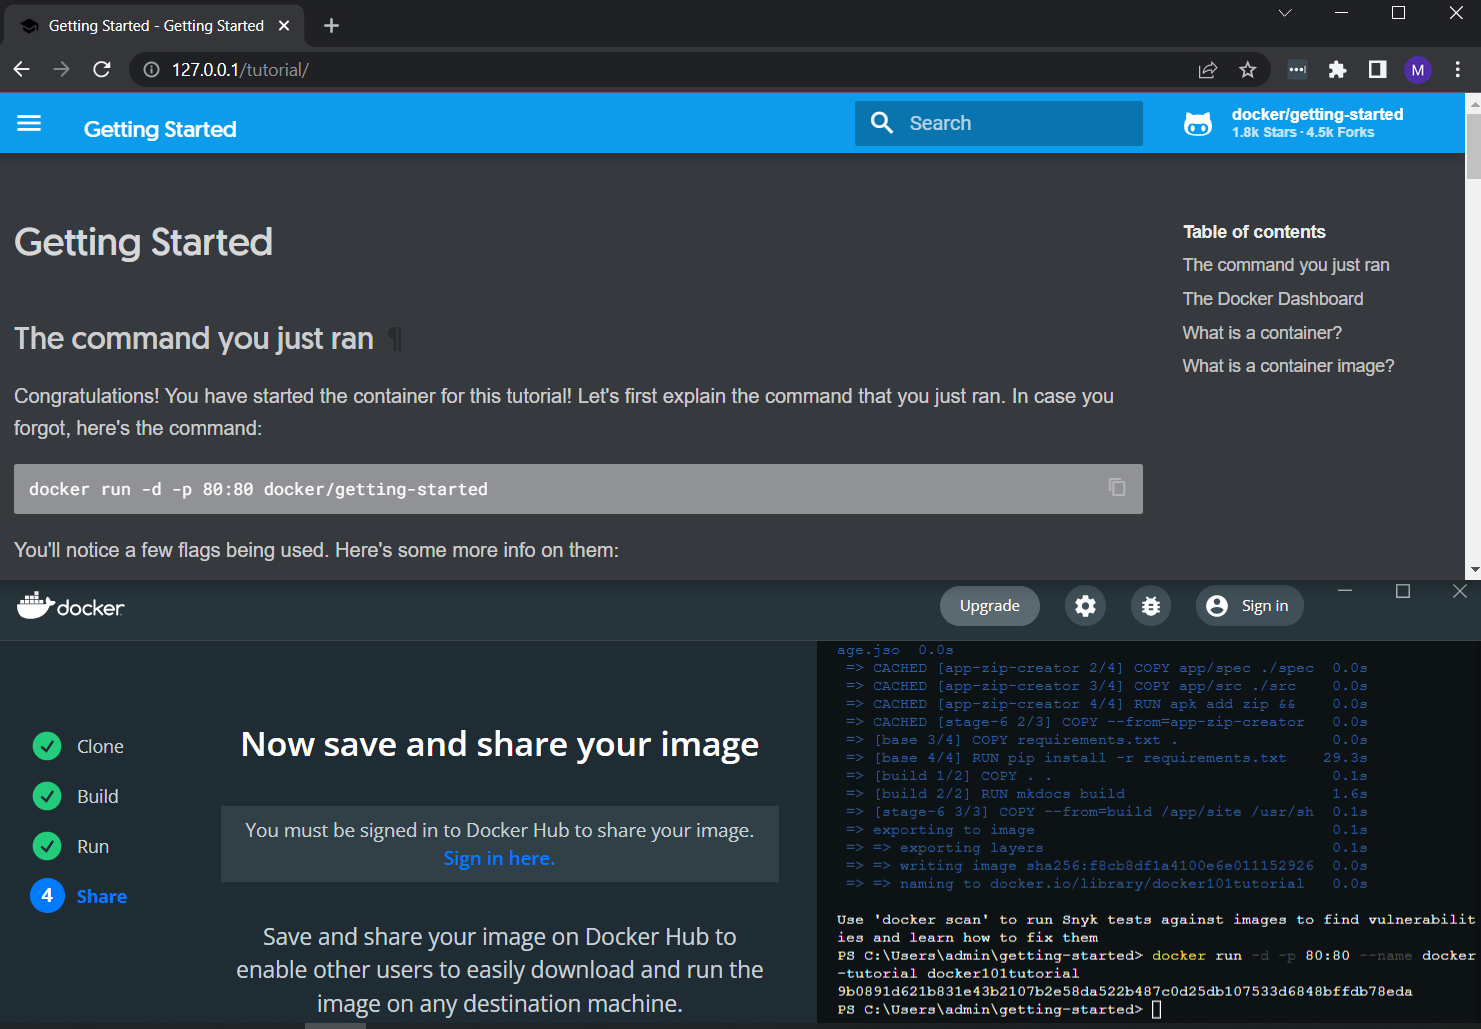 Getting Started - Getting Started
127.0.0.1/tutorial/
M
Getting Started
Search
docker/getting-started
1.8k Stars · 4.5k Forks
Getting Started
The command you just ran ¶
Congratulations! You have started the container for this tutorial! Let's first explain the command that you just ran. In case you
forgot, here's the command:
docker run -d -p 80:80 docker/getting-started
You'll notice a few flags being used. Here's some more info on them:
Table of contents
The command you just ran
The Docker Dashboard
What is a container?
What is a container image?
docker
Upgrade
Sign in
Clone
Build
Run
4 Share
Now save and share your image
You must be signed in to Docker Hub to share your image.
Sign in here.
Save and share your image on Docker Hub to
enable other users to easily download and run the
image on any destination machine.
age.jso 0.0s
=> CACHED [app-zip-creator 2/4] COPY app/spec ./spec 0.0s
=> CACHED [app-zip-creator 3/4] COPY app/src ./src 0.0s
=> CACHED [app-zip-creator 4/4] RUN apk add zip && 0.0s
=> CACHED [stage-6 2/3] COPY --from=app-zip-creator 0.0s
=> [base 3/4] COPY requirements.txt . 0.0s
=> [base 4/4] RUN pip install -r requirements.txt 29.3s
=> [build 1/2] COPY . . 0.1s
=> [build 2/2] RUN mkdocs build 1.6s
=> [stage-6 3/3] COPY --from=build /app/site /usr/sh 0.1s
=> exporting to image 0.1s
=> => exporting layers 0.1s
=> => writing image sha256:f8cb8df1a4100e6e011152926 0.0s
=> => naming to docker.io/library/docker101tutorial 0.0s
Use 'docker scan' to run Snyk tests against images to find vulnerabilit
ies and learn how to fix them
PS C:\Users\admin\getting-started> docker run -d -p 80:80 --name docker
-tutorial docker101tutorial
9b0891d621b831e43b2107b2e58da522b487c0d25db107533d6848bffdb78eda
PS C:\Users\admin\getting-started>